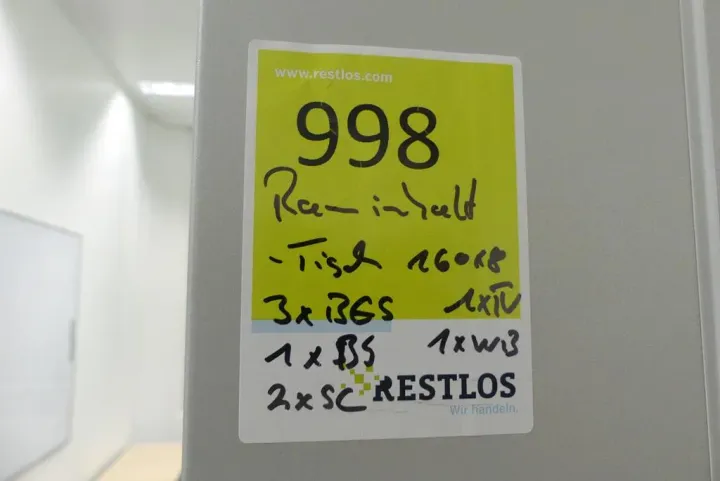 www.restlos.com
998
Rauminhalt
- Tisch 160x8
3x BGS 1xTV
1x BS 1xWB
2x SC
RESTLOS
Wir handeln.